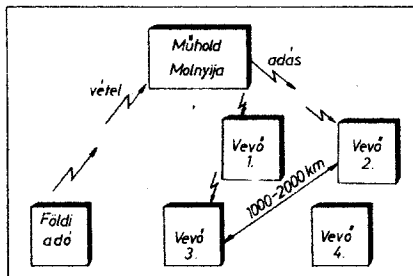 Műhold
Molnyija
adás
vétel
Vevő
1.
Vevő
2.
1000-2000 km
Földi
adó
Vevő
3.
Vevő
4.